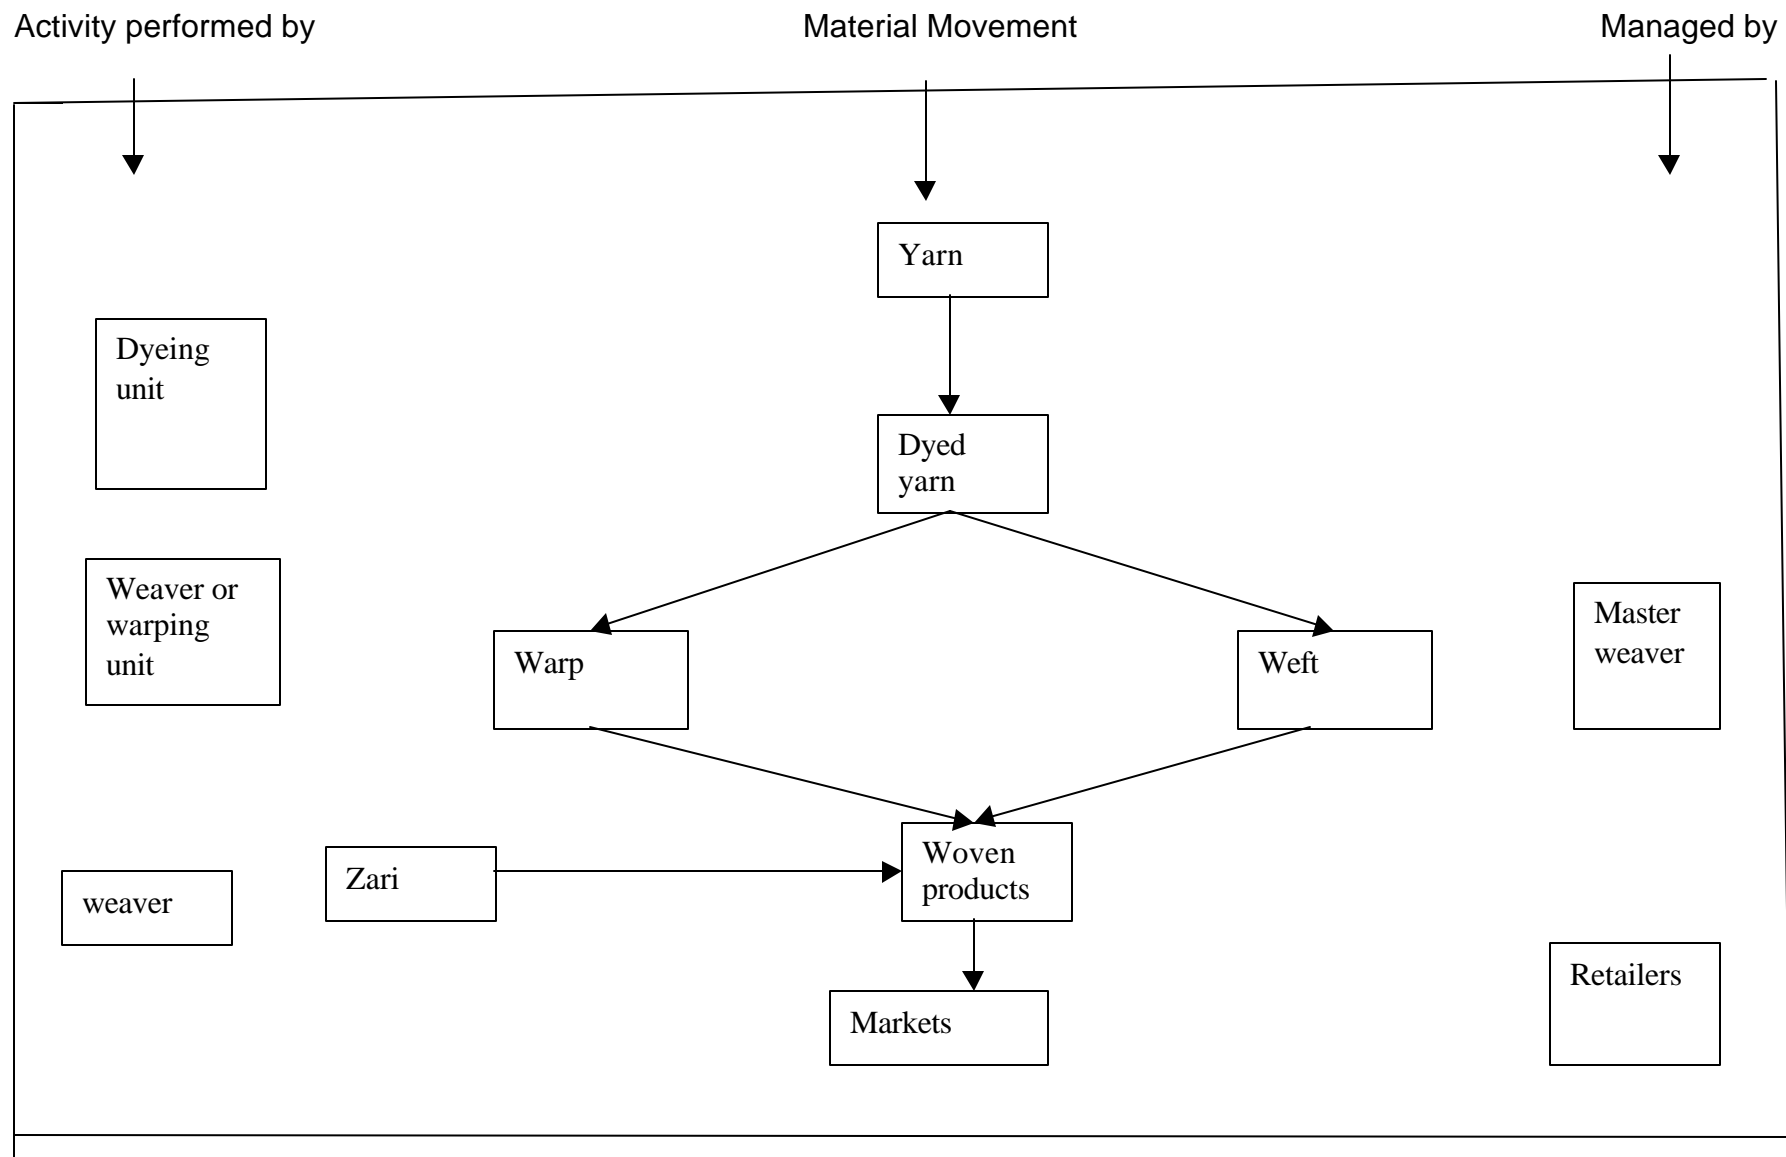 Activity performed by
Material Movement
Managed by
Yarn
Dyeing
unit
Dyed
yarn
Weaver or
warping
unit
Warp
Weft
Master
weaver
weaver
Zari
Woven
products
Retailers
Markets